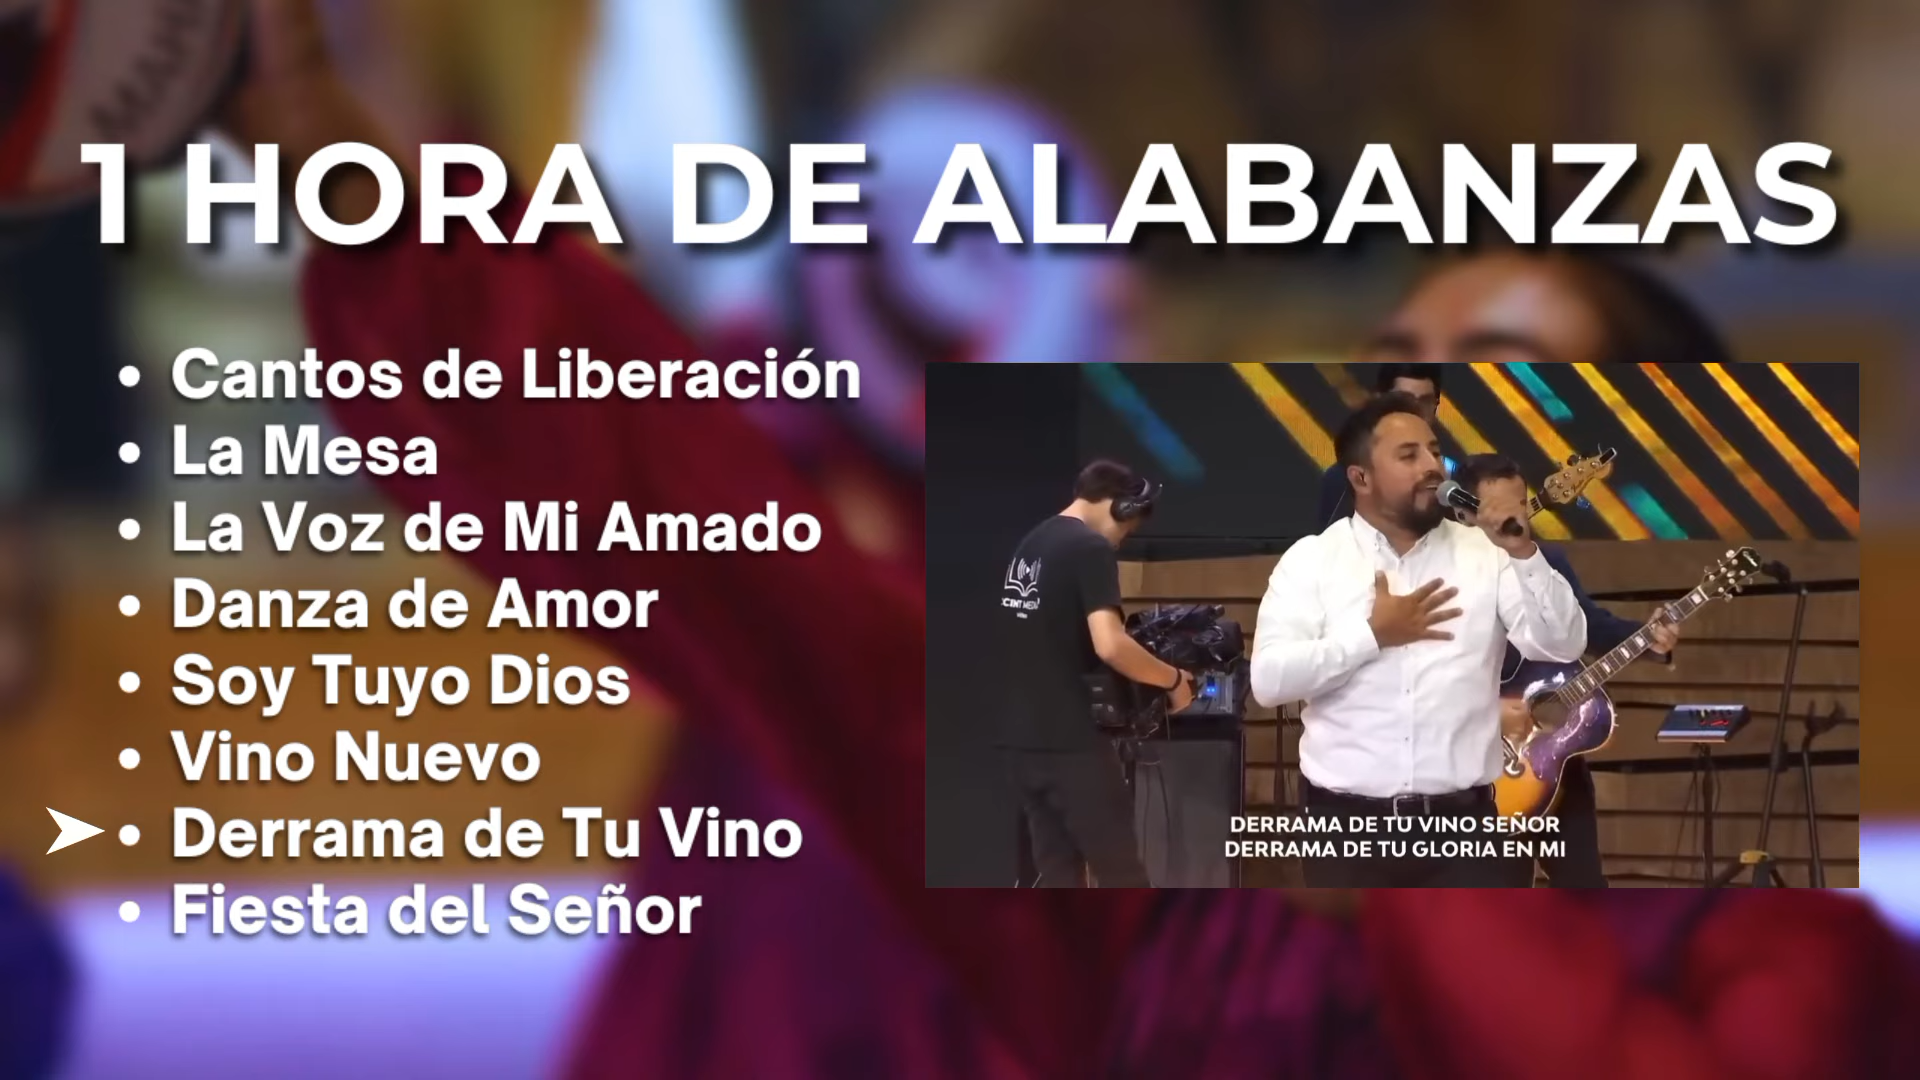 1 HORA DE ALABANZAS
• Cantos de Liberación
• La Mesa
• La Voz de Mi Amado
• Danza de Amor
• Soy Tuyo Dios
• Vino Nuevo
• Derrama de Tu Vino
• Fiesta del Señor
DERRAMA DE TU VINO SEÑOR
DERRAMA DE TU GLORIA EN MI